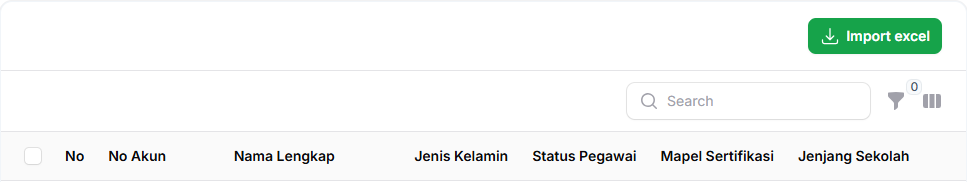 Import excel
Search
0
No No Akun Nama Lengkap Jenis Kelamin Status Pegawai Mapel Sertifikasi Jenjang Sekolah